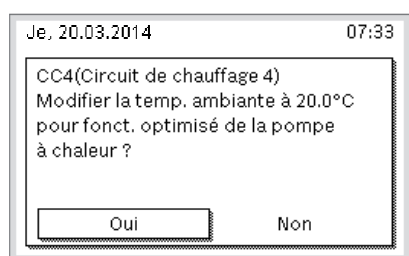 Je, 20.03.2014 07:33
CC4(Circuit de chauffage 4)
Modifier la temp. ambiante à 20.0°C
pour fonct. optimisé de la pompe
à chaleur ?
Oui Non